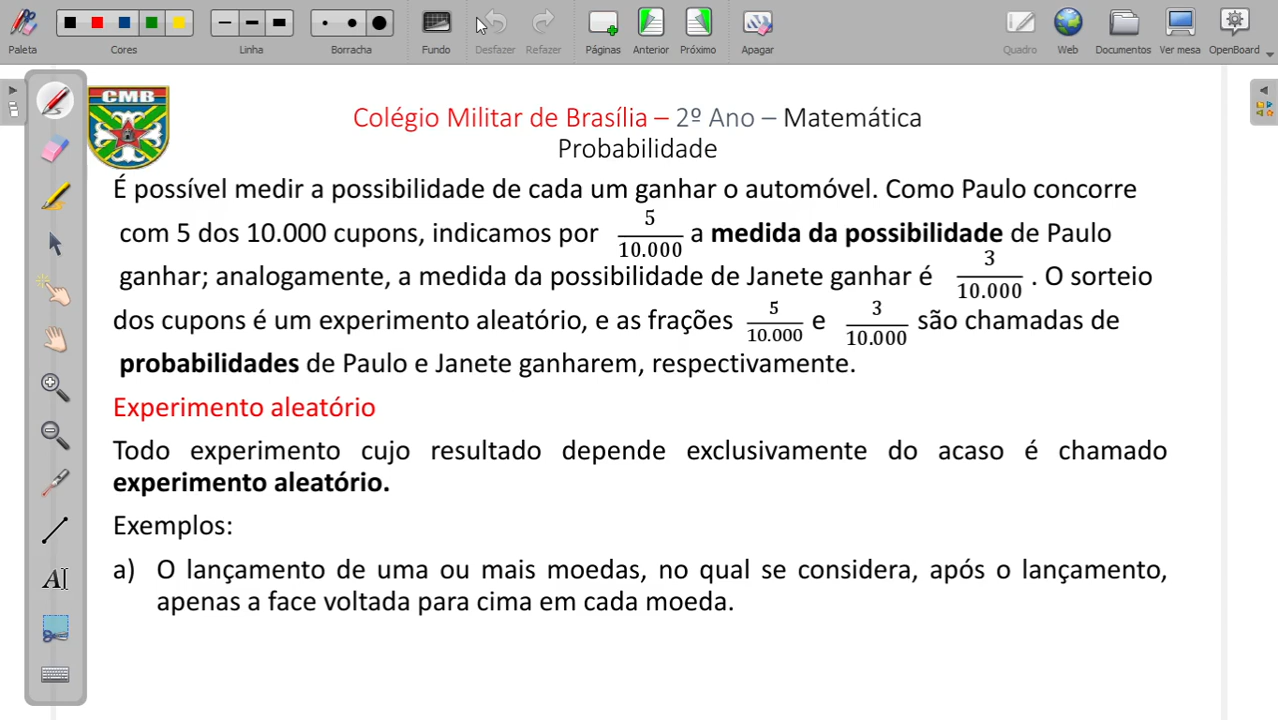 Paleta Cores Linha Borracha Fundo Desfazer Refazer Páginas Anterior Próximo Apagar Quadro Web Documentos Ver mesa OpenBoard
CMB
Colégio Militar de Brasília – 2º Ano – Matemática
Probabilidade
É possível medir a possibilidade de cada um ganhar o automóvel. Como Paulo concorre
com 5 dos 10.000 cupons, indicamos por 5/10.000 a medida da possibilidade de Paulo
ganhar; analogamente, a medida da possibilidade de Janete ganhar é 3/10.000 . O sorteio
dos cupons é um experimento aleatório, e as frações 5/10.000 e 3/10.000 são chamadas de
probabilidades de Paulo e Janete ganharem, respectivamente.
Experimento aleatório
Todo experimento cujo resultado depende exclusivamente do acaso é chamado
experimento aleatório.
Exemplos:
a) O lançamento de uma ou mais moedas, no qual se considera, após o lançamento,
apenas a face voltada para cima em cada moeda.